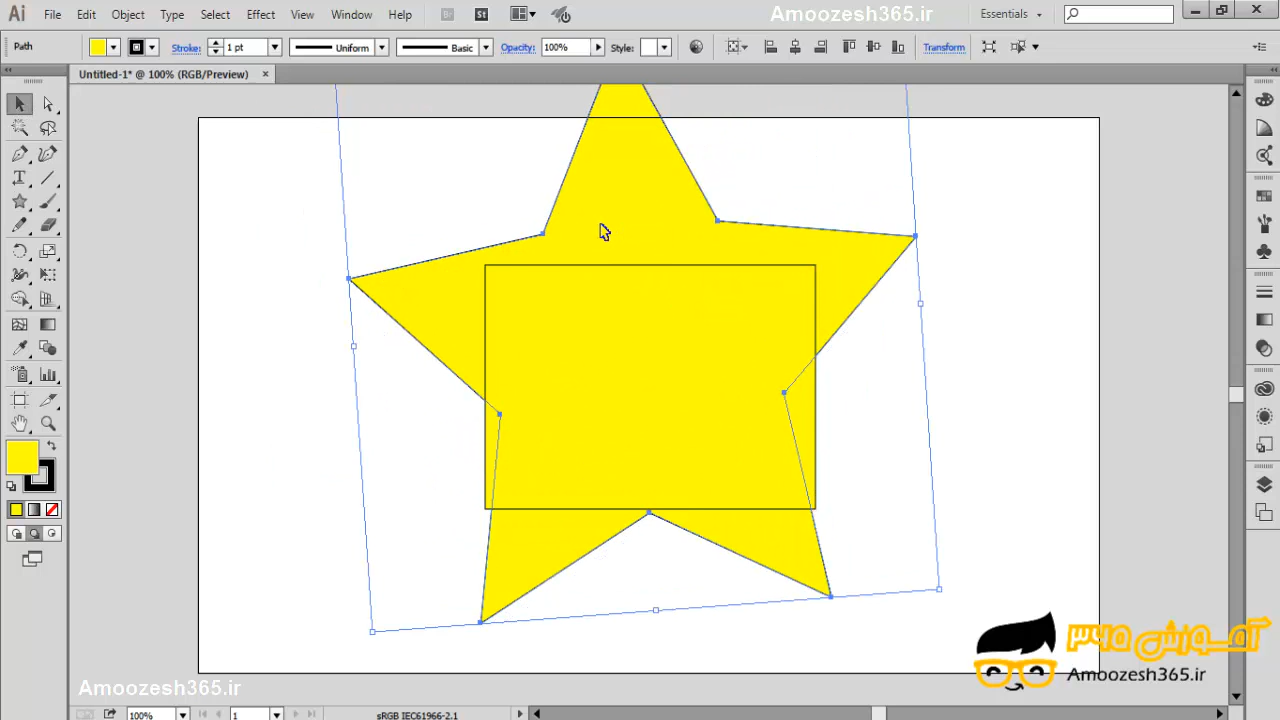 Ai File Edit Object Type Select Effect View Window Help Br St Amoozesh365.ir Essentials
Path Stroke: 1 pt Uniform Basic Opacity: 100% Style: Transform
Untitled-1* @ 100% (RGB/Preview) ×
T
آمـوزش ۳۶۵
Amoozesh365.ir
Amoozesh365.ir
100% 1 sRGB IEC61966-2.1